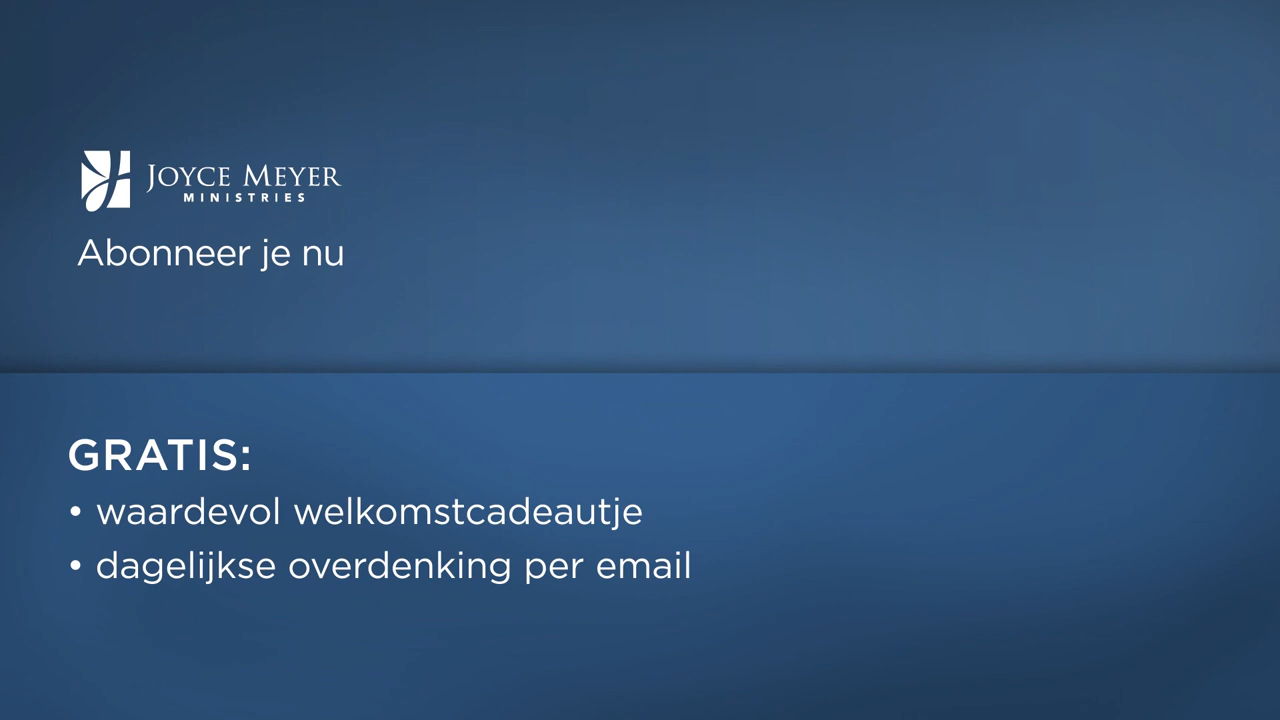 JOYCE MEYER
MINISTRIES
Abonneer je nu
GRATIS:
• waardevol welkomstcadeautje
• dagelijkse overdenking per email